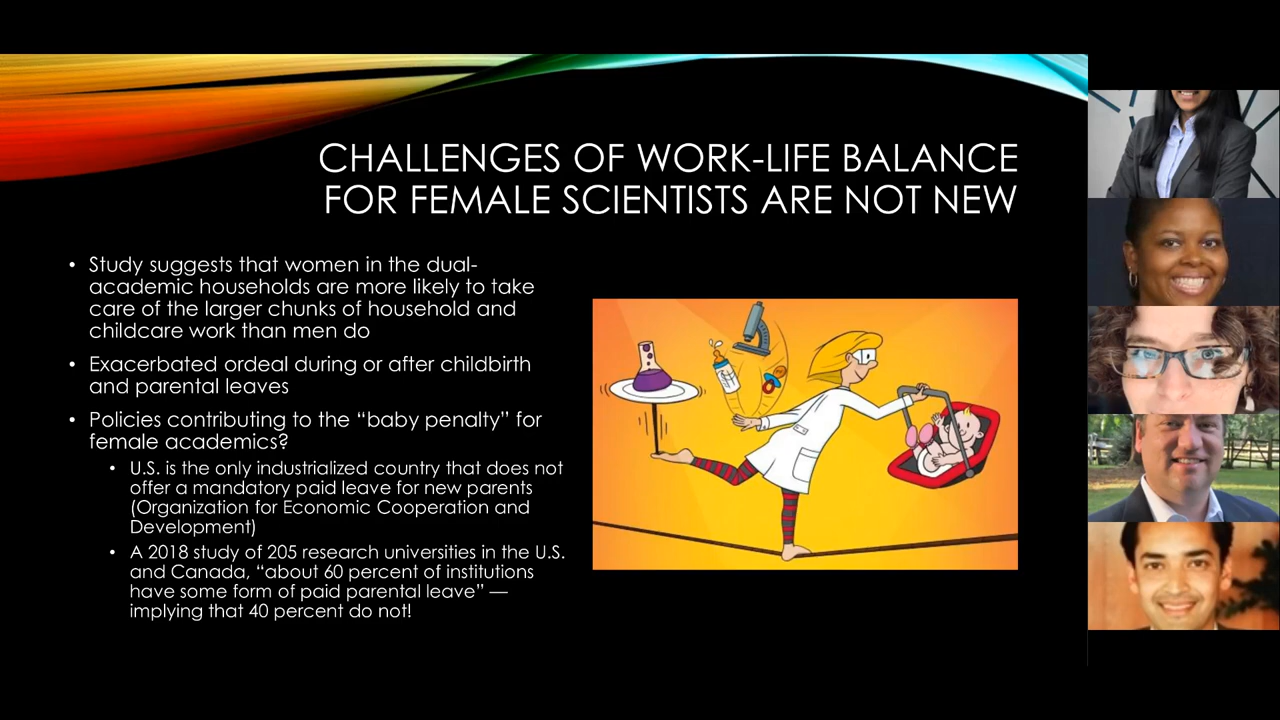 CHALLENGES OF WORK-LIFE BALANCE
FOR FEMALE SCIENTISTS ARE NOT NEW
• Study suggests that women in the dual-
academic households are more likely to take
care of the larger chunks of household and
childcare work than men do
• Exacerbated ordeal during or after childbirth
and parental leaves
• Policies contributing to the “baby penalty” for
female academics?
• U.S. is the only industrialized country that does not
offer a mandatory paid leave for new parents
(Organization for Economic Cooperation and
Development)
• A 2018 study of 205 research universities in the U.S.
and Canada, “about 60 percent of institutions
have some form of paid parental leave” —
implying that 40 percent do not!